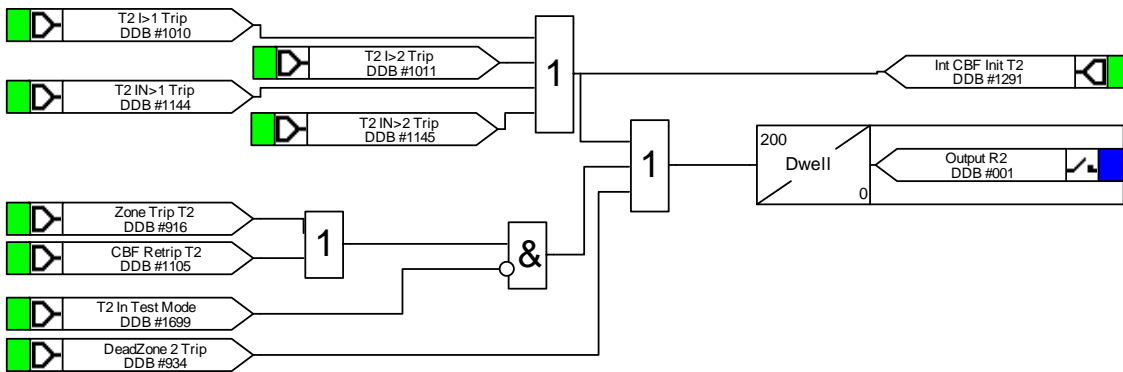 T2 I>1 Trip
DDB #1010
T2 I>2 Trip
DDB #1011
T2 IN>1 Trip
DDB #1144
T2 IN>2 Trip
DDB #1145
1
Int CBF Init T2
DDB #1291
1
200
Dwell
0
Output R2
DDB #001
Zone Trip T2
DDB #916
CBF Retrip T2
DDB #1105
1
&
T2 In Test Mode
DDB #1699
DeadZone 2 Trip
DDB #934